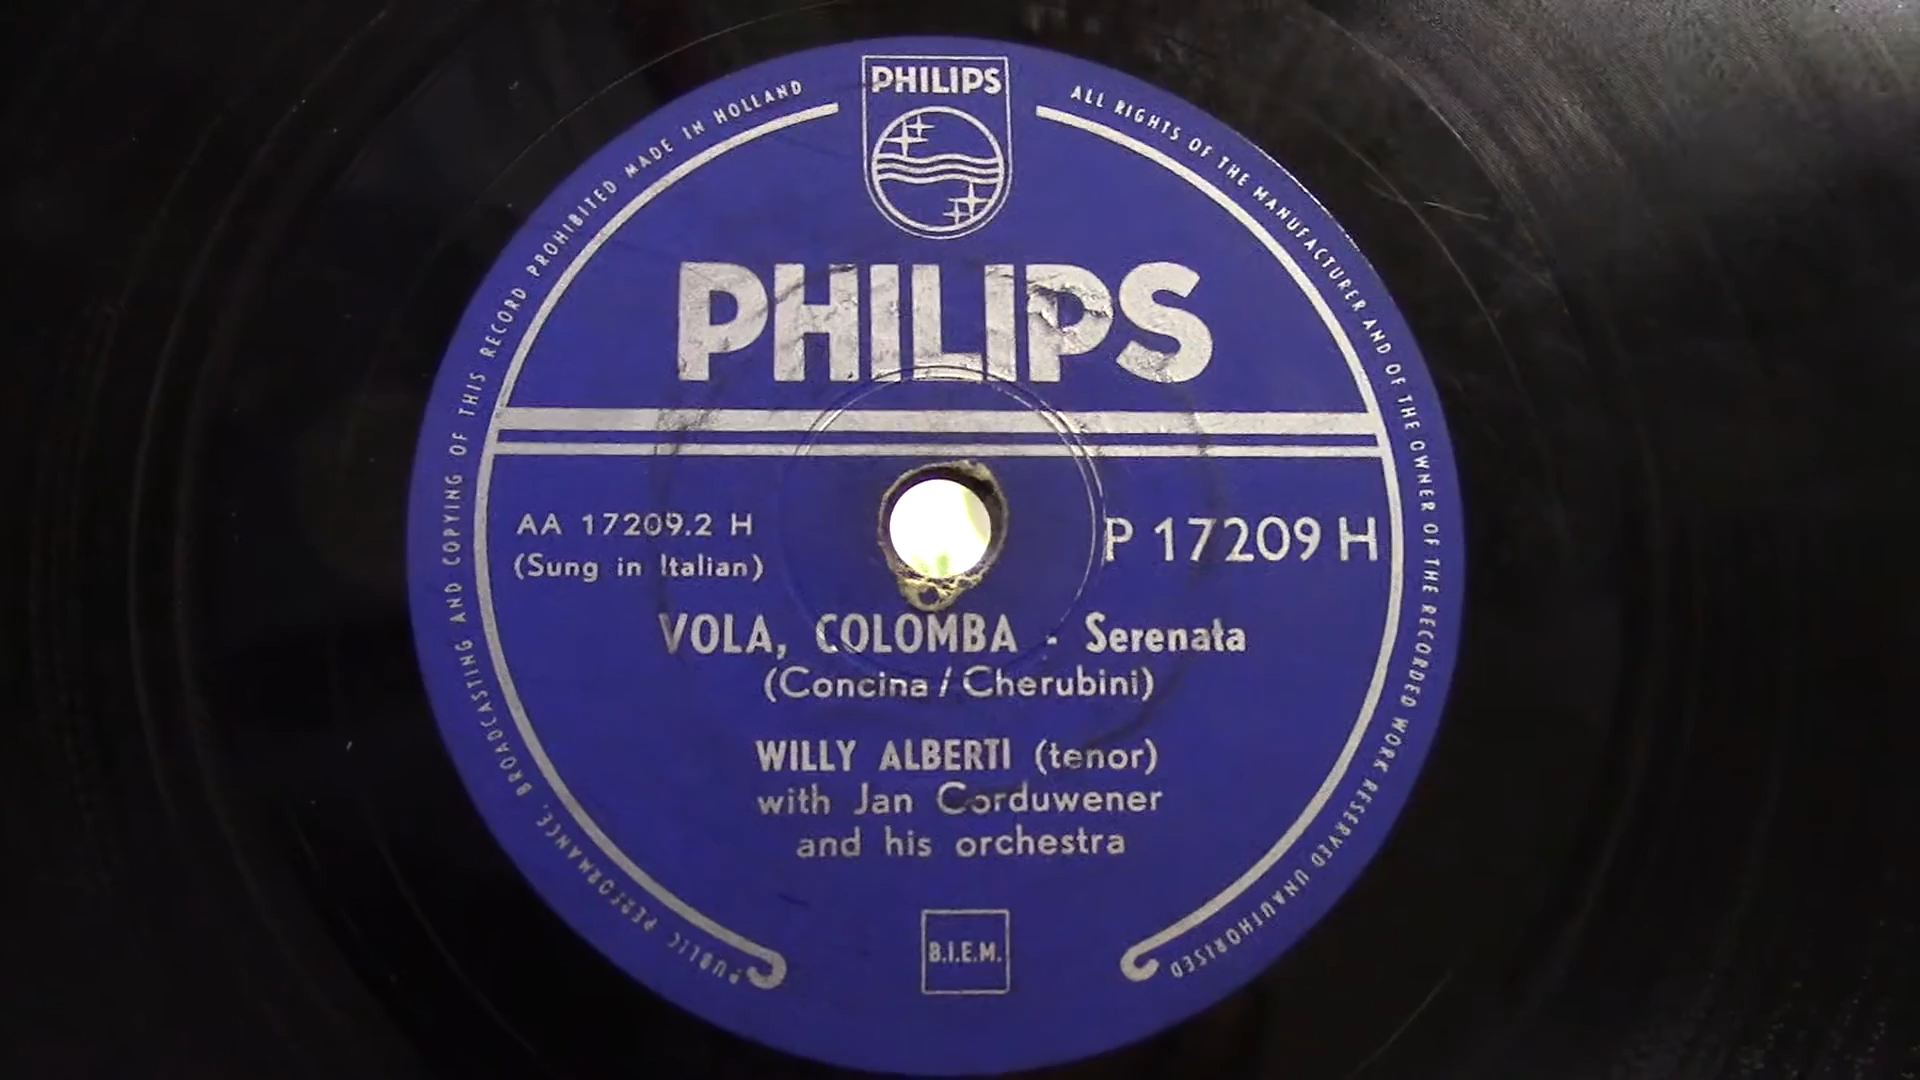 PHILIPS
PHILIPS
AA 17209.2 H
(Sung in Italian)
P 17209 H
VOLA, COLOMBA - Serenata
(Concina / Cherubini)
WILLY ALBERTI (tenor)
with Jan Corduwener
and his orchestra
B.I.E.M.
ALL RIGHTS OF THE MANUFACTURER AND OF THE OWNER OF THE RECORDED WORK RESERVED UNAUTHORISED
PUBLIC PERFORMANCE, BROADCASTING AND COPYING OF THIS RECORD PROHIBITED MADE IN HOLLAND